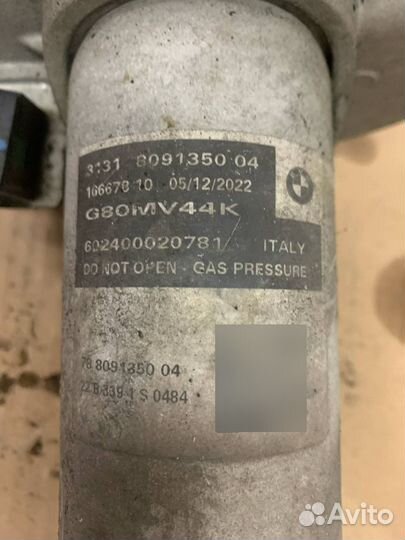 3131 8091350 04
166678 10 05/12/2022
G80MV44K
602400020781 ITALY
DO NOT OPEN - GAS PRESSURE
8091350 04
S 0484
Avito